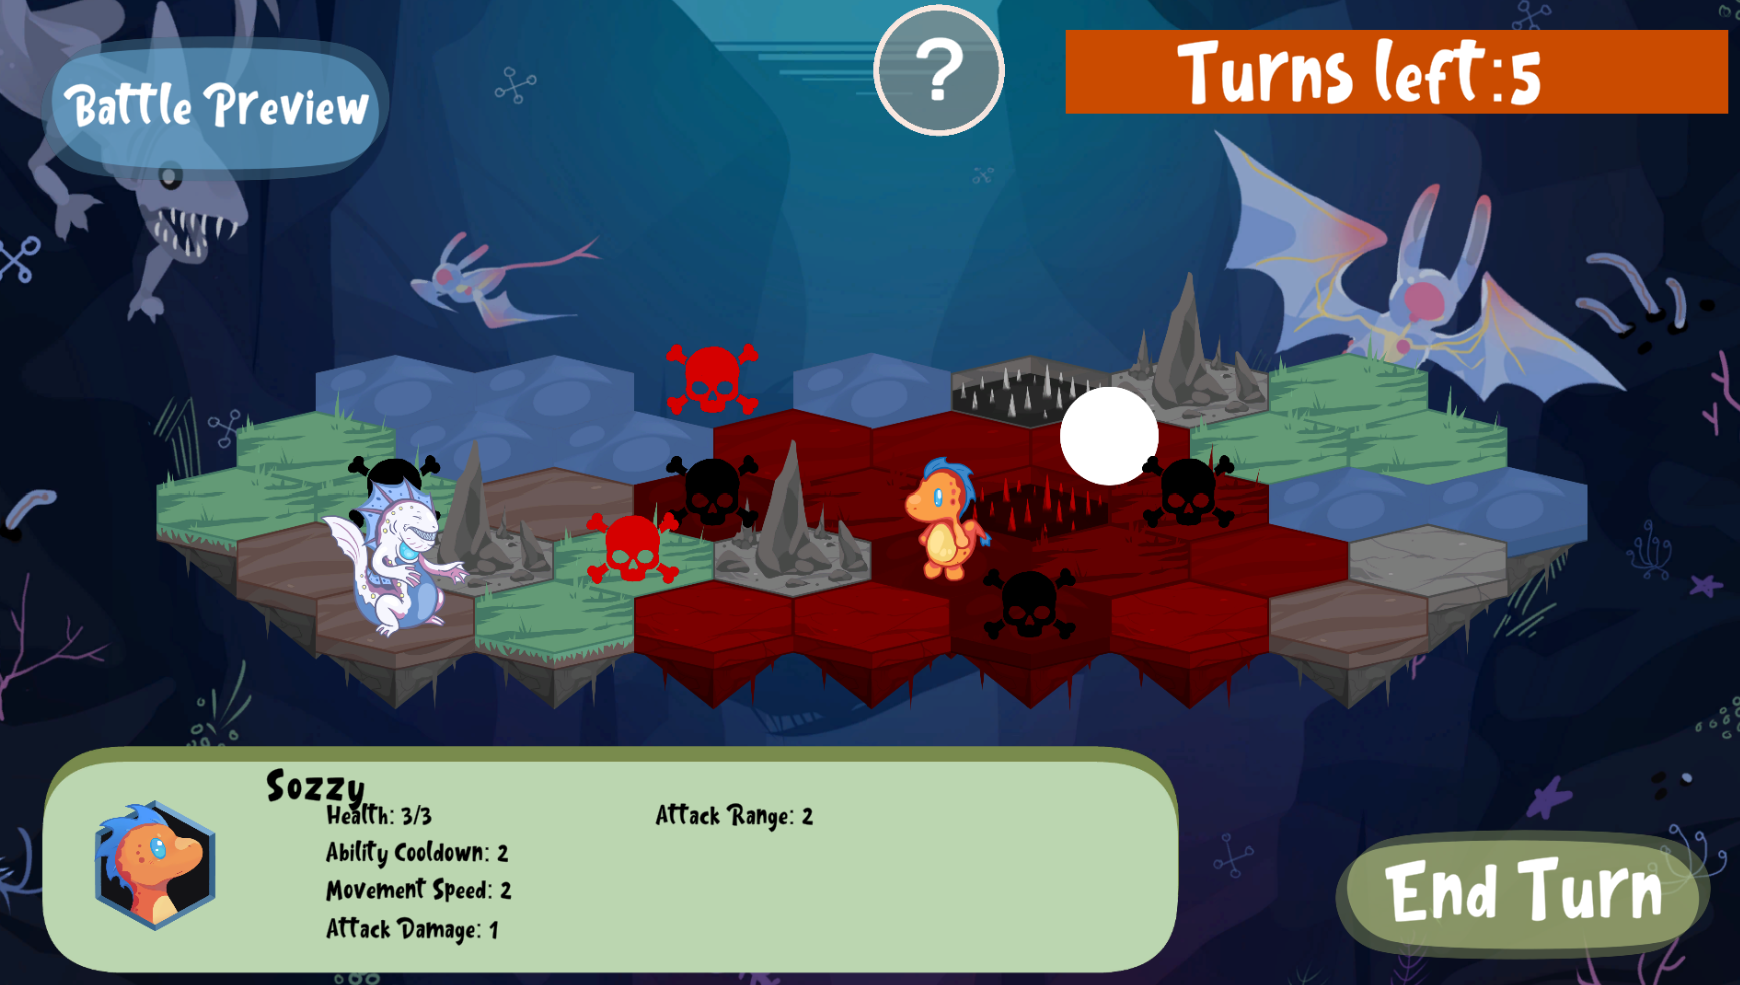 Battle Preview
?
Turns left:5
Sozzy
Health: 3/3
Attack Range: 2
Ability Cooldown: 2
Movement Speed: 2
Attack Damage: 1
End Turn